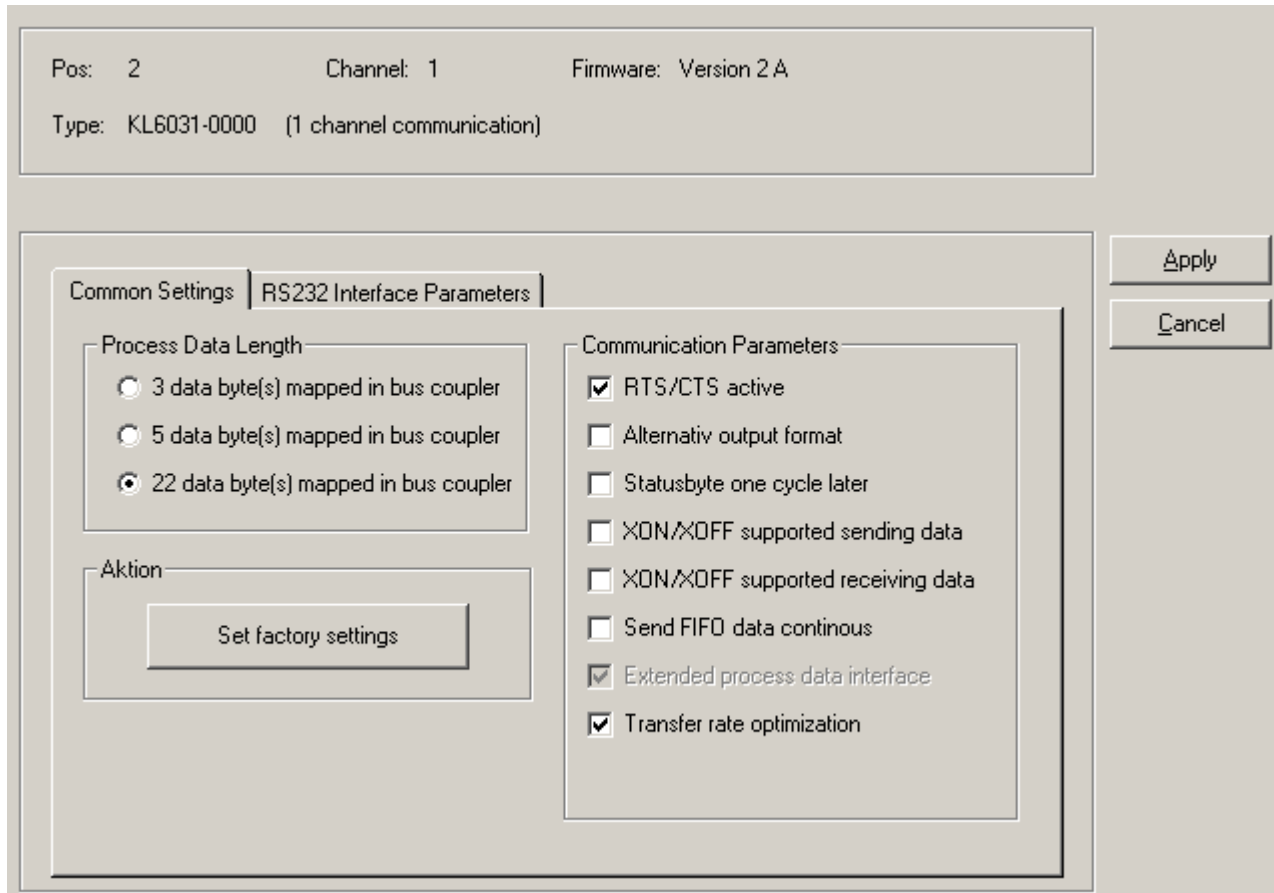 Pos: 2 Channel: 1 Firmware: Version 2A
Type: KL6031-0000 (1 channel communication)
Apply
Cancel
Common Settings RS232 Interface Parameters
Process Data Length
3 data byte(s) mapped in bus coupler
5 data byte(s) mapped in bus coupler
22 data byte(s) mapped in bus coupler
Aktion
Set factory settings
Communication Parameters
RTS/CTS active
Alternativ output format
Statusbyte one cycle later
XON/XOFF supported sending data
XON/XOFF supported receiving data
Send FIFO data continous
Extended process data interface
Transfer rate optimization